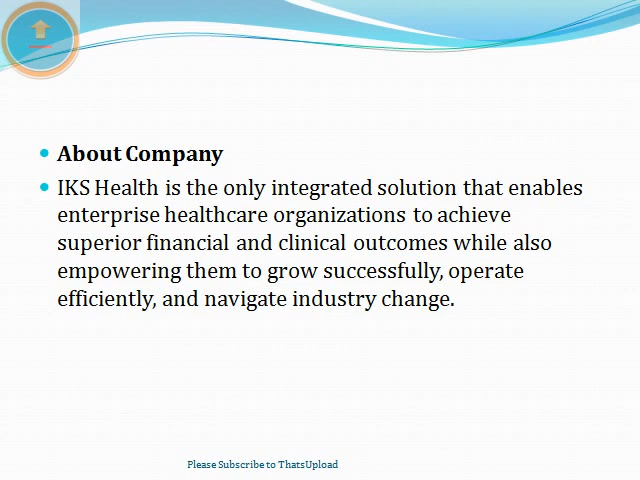 About Company
IKS Health is the only integrated solution that enables
enterprise healthcare organizations to achieve
superior financial and clinical outcomes while also
empowering them to grow successfully, operate
efficiently, and navigate industry change.
Please Subscribe to ThatsUpload